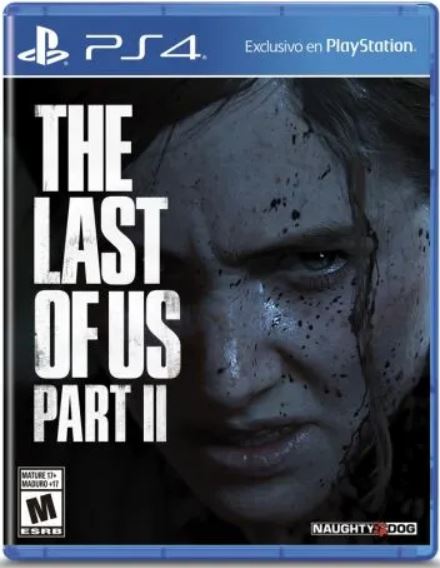 PS4
Exclusivo en PlayStation.
THE
LAST
OF US
PART II
MATURE 17+
MADURO +17
M
ESRB
NAUGHTY DOG